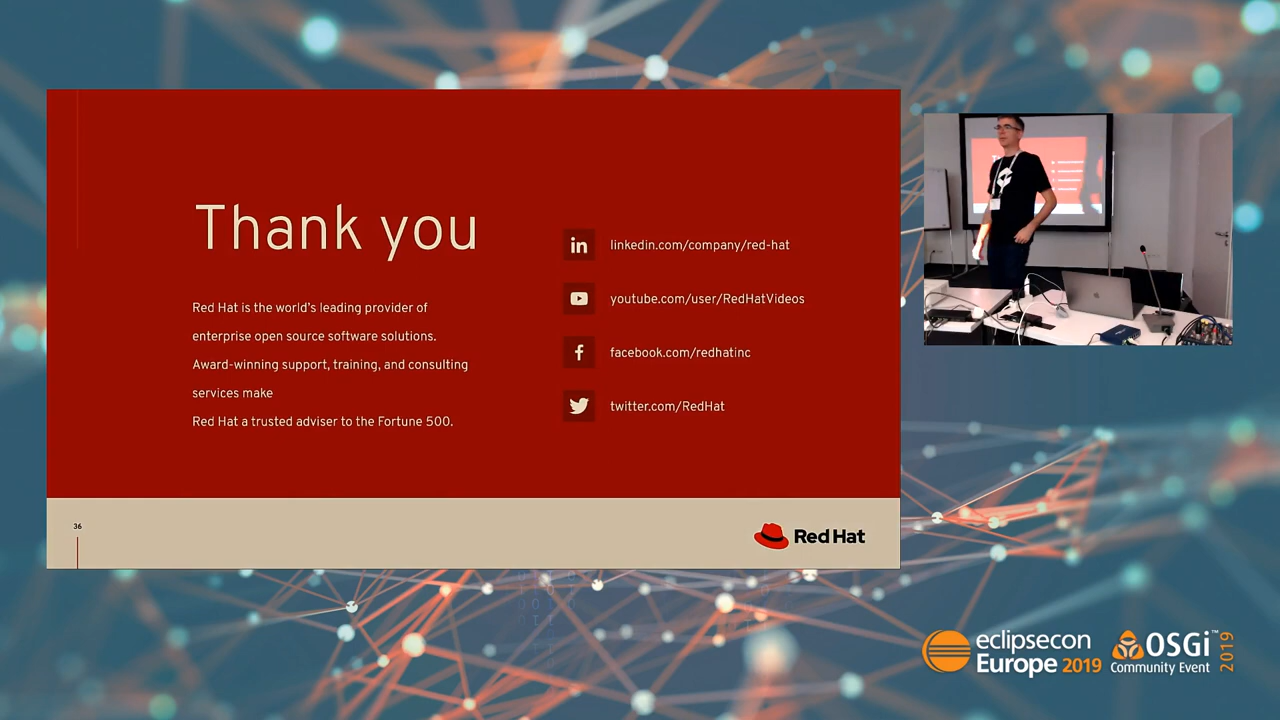 Thank you
Red Hat is the world's leading provider of
enterprise open source software solutions.
Award-winning support, training, and consulting
services make
Red Hat a trusted adviser to the Fortune 500.
linkedin.com/company/red-hat
youtube.com/user/RedHatVideos
facebook.com/redhatinc
twitter.com/RedHat
36
Red Hat
eclipsecon
Europe 2019
OSGi™
Community Event
2019